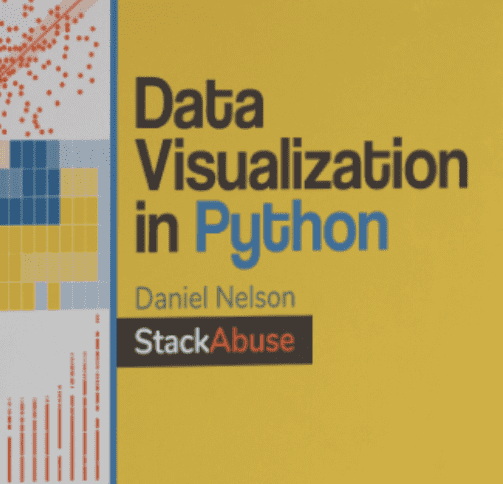 Data
Visualization
in Python
Daniel Nelson
StackAbuse